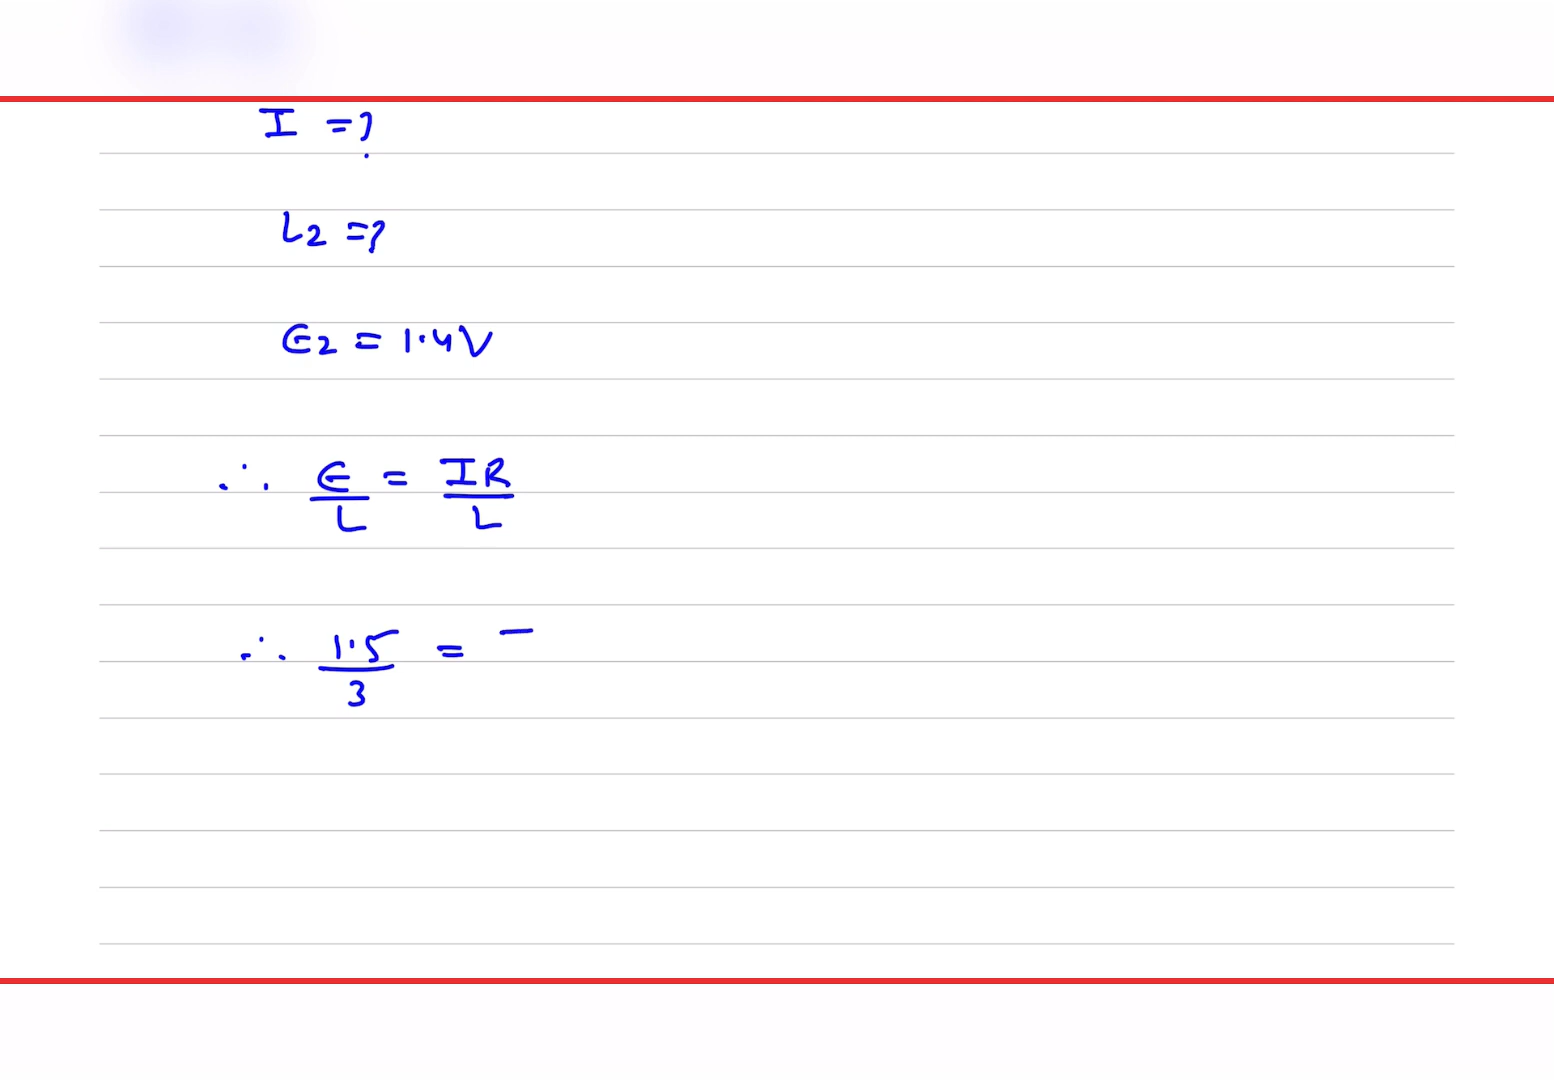 I = ?
L2 = ?
E2 = 1.4V
∴ E/L = IR/L
∴ 1.5/3 =